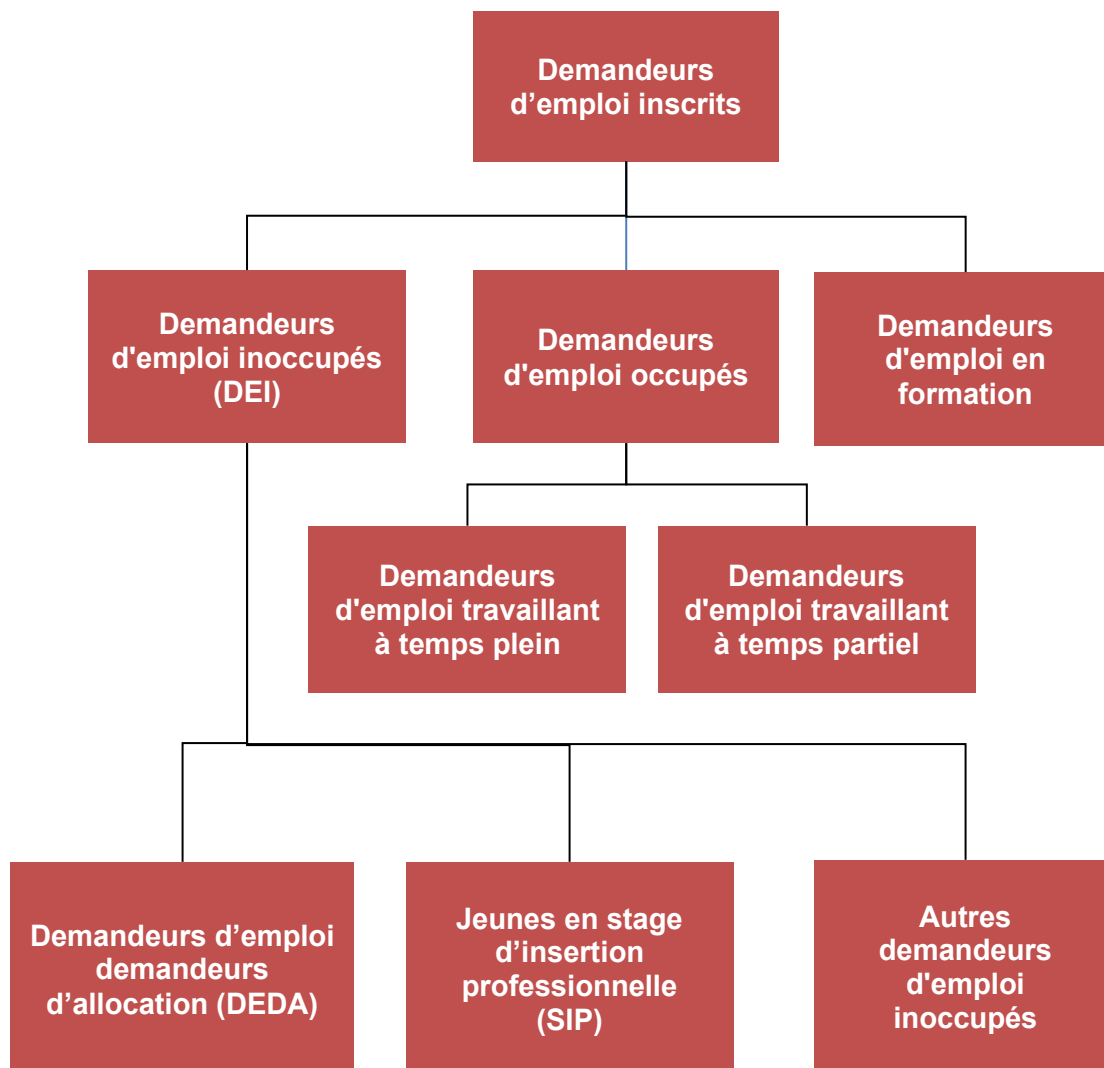 Demandeurs
d’emploi inscrits
Demandeurs
d'emploi inoccupés
(DEI)
Demandeurs
d'emploi occupés
Demandeurs
d'emploi en
formation
Demandeurs
d'emploi travaillant
à temps plein
Demandeurs
d'emploi travaillant
à temps partiel
Demandeurs d’emploi
demandeurs
d’allocation (DEDA)
Jeunes en stage
d’insertion
professionnelle
(SIP)
Autres
demandeurs
d'emploi
inoccupés